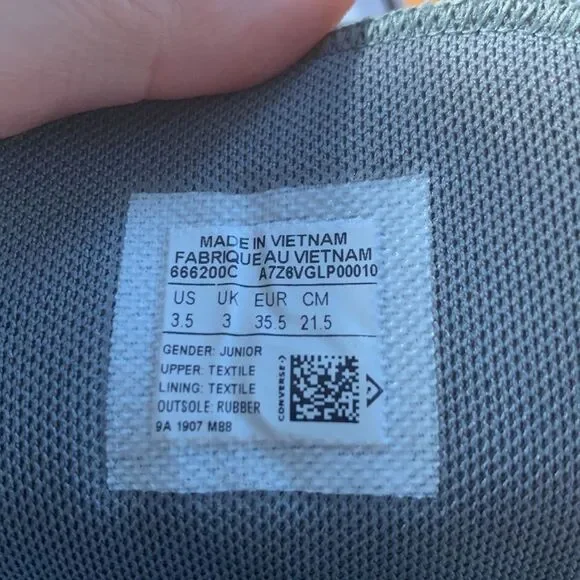 MADE IN VIETNAM
FABRIQUE AU VIETNAM
666200C A7Z6VGLP00010
US UK EUR CM
3.5 3 35.5 21.5
GENDER: JUNIOR
UPPER: TEXTILE
LINING: TEXTILE
OUTSOLE: RUBBER
9A 1907 MBB
CONVERSE